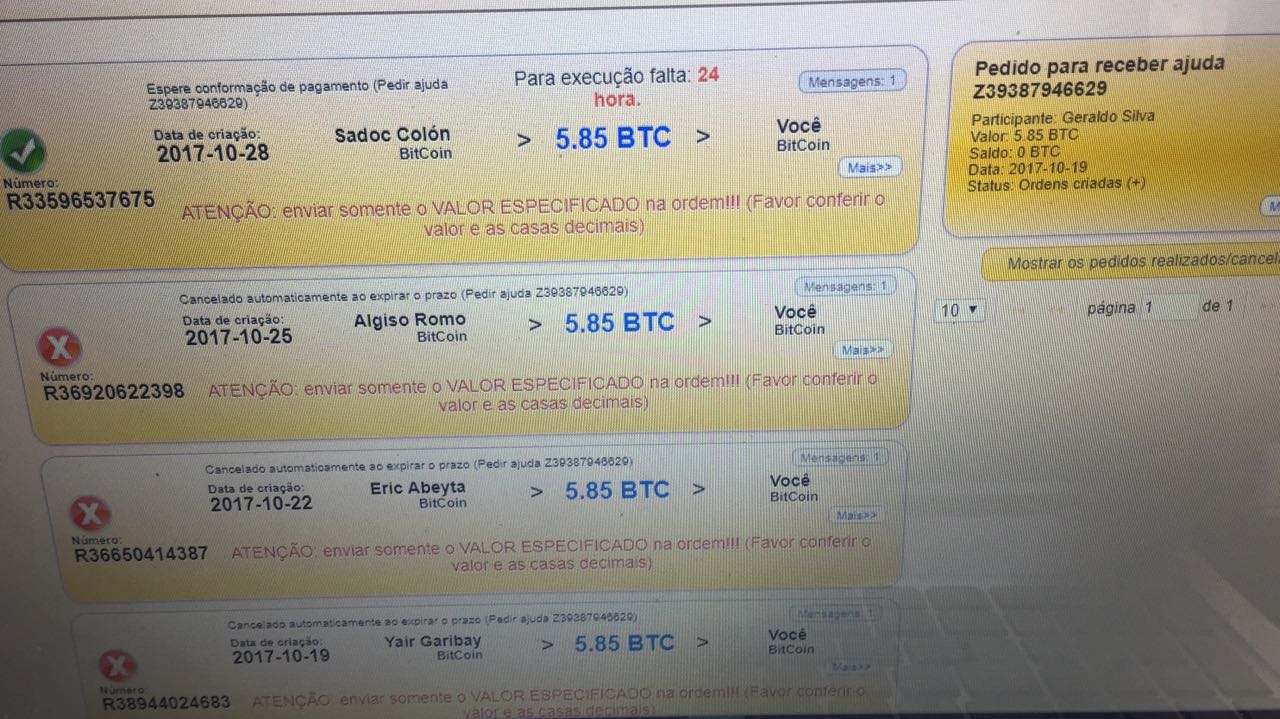 Espere conformação de pagamento (Pedir ajuda
Z39387946629)
Para execução falta: 24
hora.
Mensagens: 1
Data de criação:
2017-10-28
Sadoc Colón
BitCoin
> 5.85 BTC >
Você
BitCoin
Mais>>
Número:
R33596537675
ATENÇÃO: enviar somente o VALOR ESPECIFICADO na ordem!!! (Favor conferir o
valor e as casas decimais)
Cancelado automaticamente ao expirar o prazo (Pedir ajuda Z39387946629)
Mensagens: 1
Data de criação:
2017-10-25
Algiso Romo
BitCoin
> 5.85 BTC >
Você
BitCoin
Mais>>
Número:
R36920622398
ATENÇÃO: enviar somente o VALOR ESPECIFICADO na ordem!!! (Favor conferir o
valor e as casas decimais)
Cancelado automaticamente ao expirar o prazo (Pedir ajuda Z39387946629)
Mensagens: 1
Data de criação:
2017-10-22
Eric Abeyta
BitCoin
> 5.85 BTC >
Você
BitCoin
Mais>>
Número:
R36650414387
ATENÇÃO: enviar somente o VALOR ESPECIFICADO na ordem!!! (Favor conferir o
valor e as casas decimais)
Cancelado automaticamente ao expirar o prazo (Pedir ajuda Z39387946629)
Mensagens: 1
Data de criação:
2017-10-19
Yair Garibay
BitCoin
> 5.85 BTC >
Você
BitCoin
Mais>>
Número:
R38944024683
ATENÇÃO: enviar somente o VALOR ESPECIFICADO na ordem!!! (Favor conferir o
valor e as casas decimais)
Pedido para receber ajuda
Z39387946629
Participante: Geraldo Silva
Valor: 5.85 BTC
Saldo: 0 BTC
Data: 2017-10-19
Status: Ordens criadas (+)
Mostrar os pedidos realizados/cancela
10 ▼
página 1 de 1